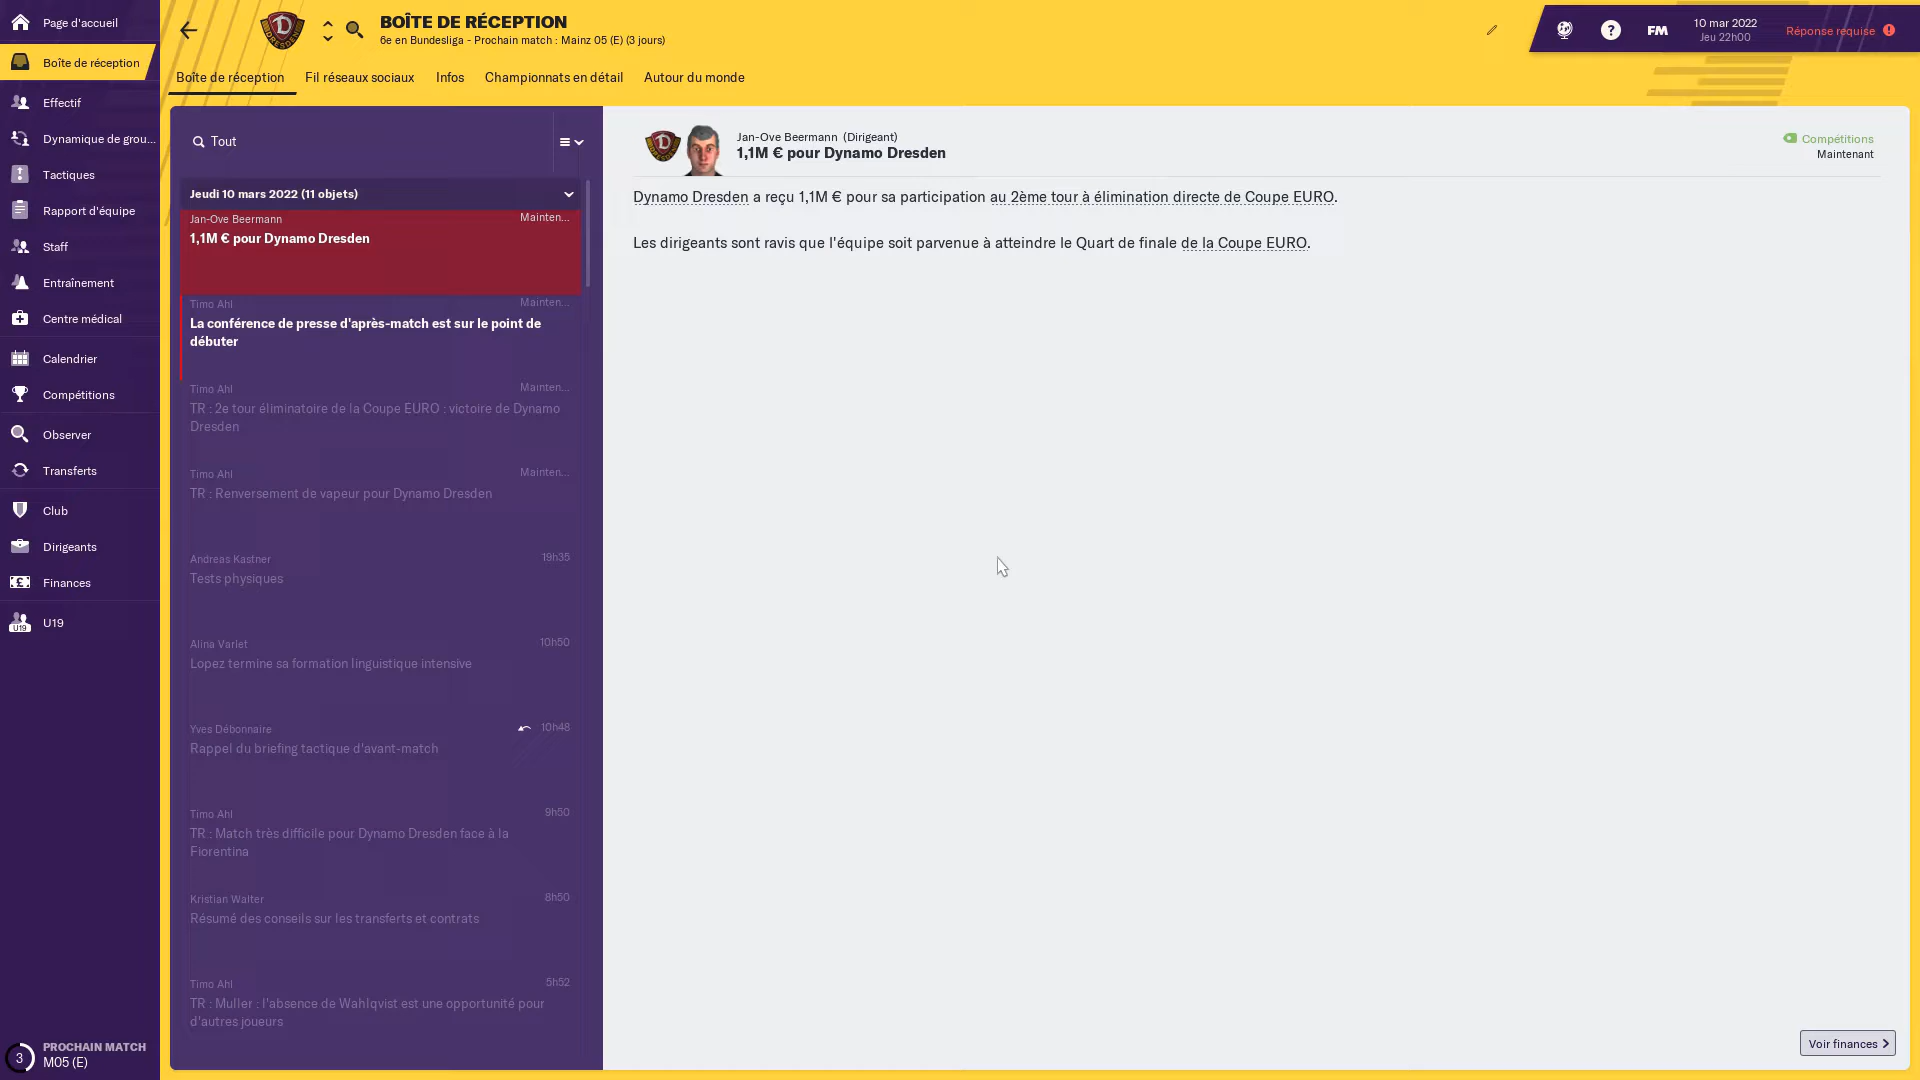 Page d'accueil
Boîte de réception
Effectif
Dynamique de grou...
Tactiques
Rapport d'équipe
Staff
Entraînement
Centre médical
Calendrier
Compétitions
Observer
Transferts
Club
Dirigeants
Finances
U19
U19
3
PROCHAIN MATCH
M05 (E)
BOÎTE DE RÉCEPTION
6e en Bundesliga - Prochain match : Mainz 05 (E) (3 jours)
?
FM
10 mar 2022
Jeu 22h00
Réponse requise
Boîte de réception
Fil réseaux sociaux
Infos
Championnats en détail
Autour du monde
Tout
Jeudi 10 mars 2022 (11 objets)
Jan-Ove Beermann
Mainten...
1,1M € pour Dynamo Dresden
Timo Ahl
Mainten...
La conférence de presse d'après-match est sur le point de
débuter
Timo Ahl
Mainten...
TR : 2e tour éliminatoire de la Coupe EURO : victoire de Dynamo
Dresden
Timo Ahl
Mainten...
TR : Renversement de vapeur pour Dynamo Dresden
Andreas Kastner
19h35
Tests physiques
Alina Varlet
10h50
Lopez termine sa formation linguistique intensive
Yves Débonnaire
10h48
Rappel du briefing tactique d'avant-match
Timo Ahl
9h50
TR : Match très difficile pour Dynamo Dresden face à la
Fiorentina
Kristian Walter
8h50
Résumé des conseils sur les transferts et contrats
Timo Ahl
5h52
TR : Muller : l'absence de Wahlqvist est une opportunité pour
d'autres joueurs
Jan-Ove Beermann (Dirigeant)
1,1M € pour Dynamo Dresden
Compétitions
Maintenant
Dynamo Dresden a reçu 1,1M € pour sa participation au 2ème tour à élimination directe de Coupe EURO.
Les dirigeants sont ravis que l'équipe soit parvenue à atteindre le Quart de finale de la Coupe EURO.
Voir finances